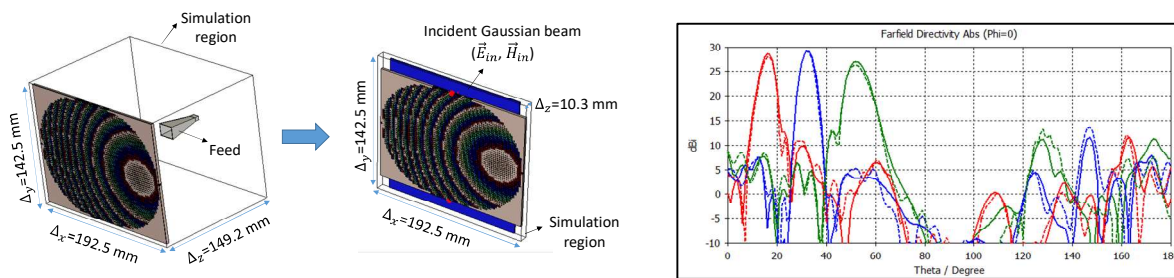 Simulation
region
Δy=142.5 mm
Feed
Δx=192.5 mm
Δz=149.2 mm
Incident Gaussian beam
(E⃗in, H⃗in)
Δz=10.3 mm
Δy=142.5 mm
Δx=192.5 mm
Simulation
region
Farfield Directivity Abs (Phi=0)
30
25
20
15
10
5
0
-5
-10
dBi
0 20 40 60 80 100 120 140 160 180
Theta / Degree